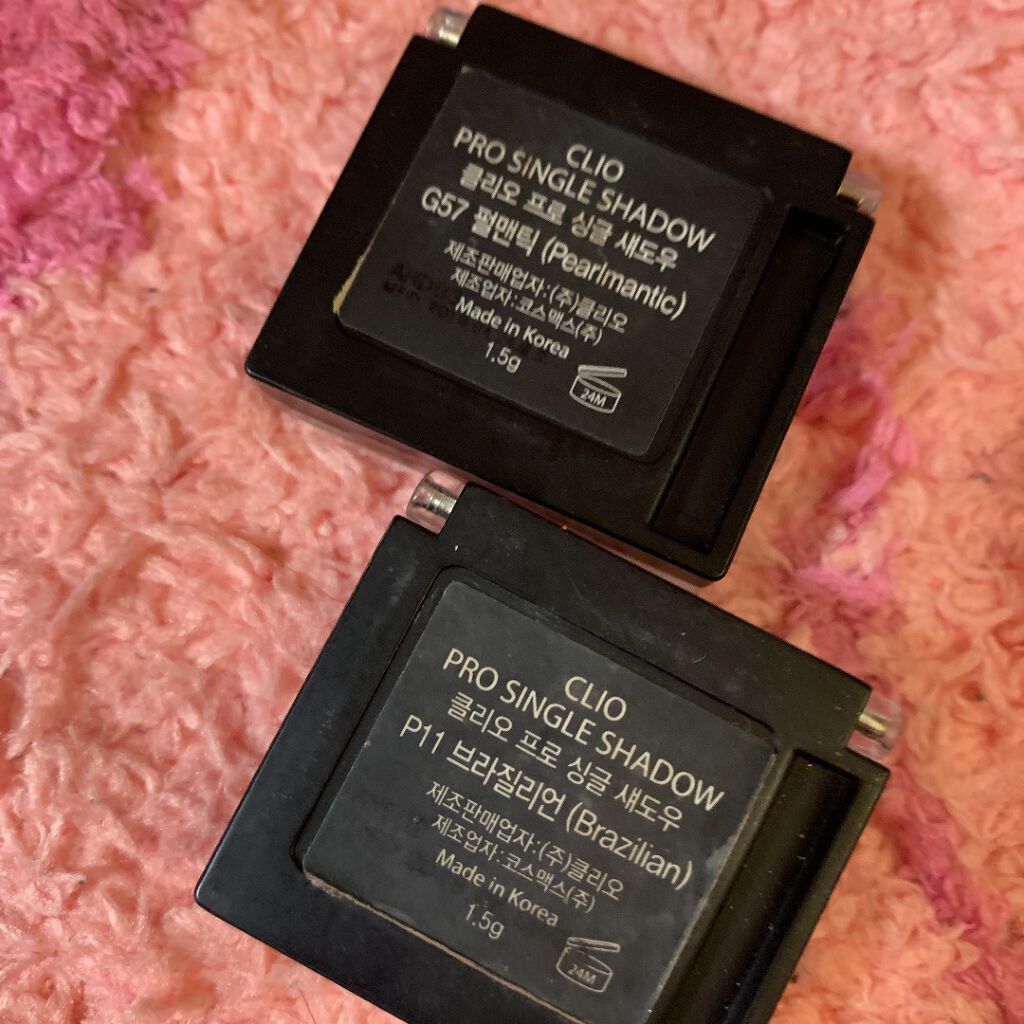 CLIO
PRO SINGLE SHADOW
클리오 프로 싱글 섀도우
G57 펄맨틱 (Pearlmantic)
제조판매업자:(주)클리오
제조업자:코스맥스(주)
Made in Korea
1.5g
24M
CLIO
PRO SINGLE SHADOW
클리오 프로 싱글 섀도우
P11 브라질리언 (Brazilian)
제조판매업자:(주)클리오
제조업자:코스맥스(주)
Made in Korea
1.5g
24M